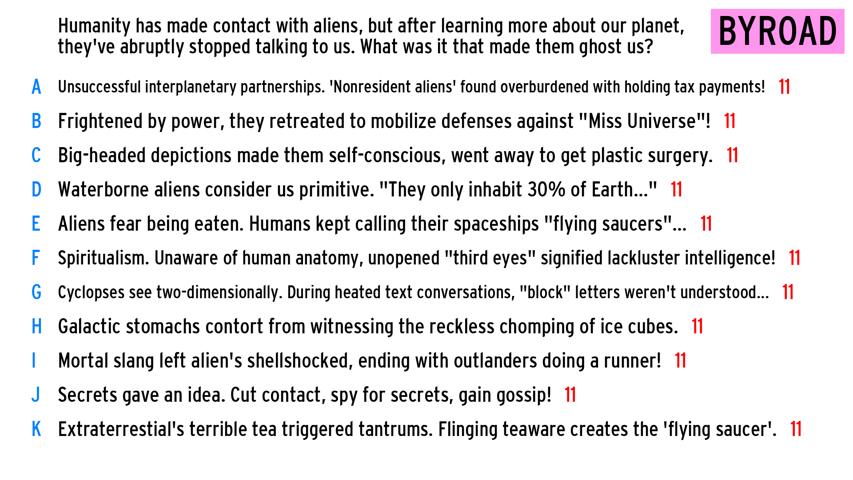 Humanity has made contact with aliens, but after learning more about our planet,
they've abruptly stopped talking to us. What was it that made them ghost us?
BYROAD
A Unsuccessful interplanetary partnerships. 'Nonresident aliens' found overburdened with holding tax payments! 11
B Frightened by power, they retreated to mobilize defenses against "Miss Universe"! 11
C Big-headed depictions made them self-conscious, went away to get plastic surgery. 11
D Waterborne aliens consider us primitive. "They only inhabit 30% of Earth..." 11
E Aliens fear being eaten. Humans kept calling their spaceships "flying saucers"... 11
F Spiritualism. Unaware of human anatomy, unopened "third eyes" signified lackluster intelligence! 11
G Cyclopses see two-dimensionally. During heated text conversations, "block" letters weren't understood... 11
H Galactic stomachs contort from witnessing the reckless chomping of ice cubes. 11
I Mortal slang left alien's shellshocked, ending with outlanders doing a runner! 11
J Secrets gave an idea. Cut contact, spy for secrets, gain gossip! 11
K Extraterrestial's terrible tea triggered tantrums. Flinging teaware creates the 'flying saucer'. 11